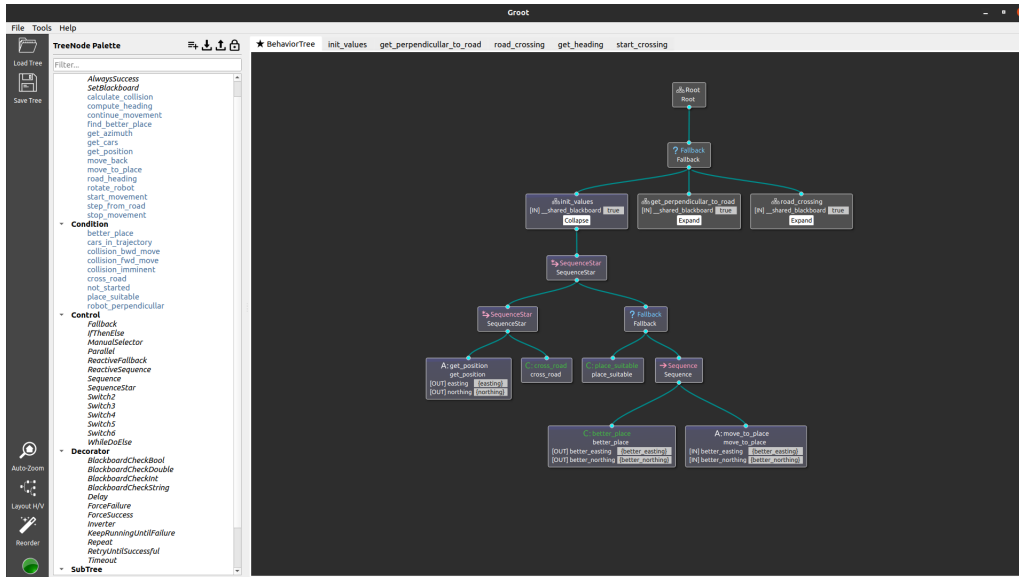 Groot
File Tools Help
Load Tree
Save Tree
Auto-Zoom
Layout H/V
Reorder
TreeNode Palette
Filter...
AlwaysSuccess
SetBlackboard
calculate_collision
compute_heading
continue_movement
find_better_place
get_azimuth
get_cars
get_position
move_back
move_to_place
road_heading
rotate_robot
start_movement
step_from_road
stop_movement
Condition
better_place
cars_in_trajectory
collision_bwd_move
collision_fwd_move
collision_imminent
cross_road
not_started
place_suitable
robot_perpendicullar
Control
Fallback
IfThenElse
ManualSelector
Parallel
ReactiveFallback
ReactiveSequence
Sequence
SequenceStar
Switch2
Switch3
Switch4
Switch5
Switch6
WhileDoElse
Decorator
BlackboardCheckBool
BlackboardCheckDouble
BlackboardCheckInt
BlackboardCheckString
Delay
ForceFailure
ForceSuccess
Inverter
KeepRunningUntilFailure
Repeat
RetryUntilSuccessful
Timeout
SubTree
★ BehaviorTree init_values get_perpendicullar_to_road road_crossing get_heading start_crossing
Root
Root
? Fallback
Fallback
init_values
[IN] __shared_blackboard true
Collapse
get_perpendicullar_to_road
[IN] __shared_blackboard true
Expand
road_crossing
[IN] __shared_blackboard true
Expand
SequenceStar
SequenceStar
SequenceStar
SequenceStar
? Fallback
Fallback
A: get_position
get_position
[OUT] easting {easting}
[OUT] northing {northing}
C: cross_road
cross_road
C: place_suitable
place_suitable
Sequence
Sequence
C: better_place
better_place
[OUT] better_easting {better_easting}
[OUT] better_northing {better_northing}
A: move_to_place
move_to_place
[IN] better_easting {better_easting}
[IN] better_northing {better_northing}